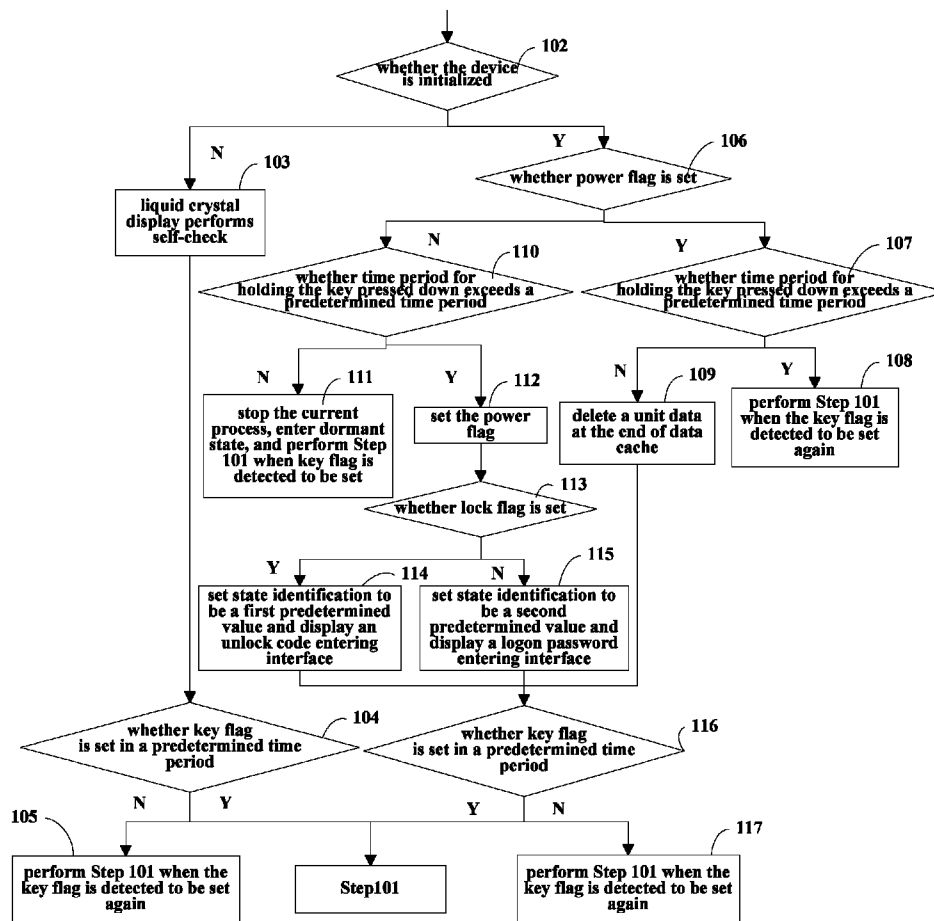 102
whether the device
is initialized
N
Y
106
103
whether power flag is set
liquid crystal
display performs
self-check
N
Y
110
107
whether time period for
holding the key pressed down exceeds a
predetermined time period
whether time period for
holding the key pressed down exceeds a
predetermined time period
N
111
Y
112
N
109
Y
108
stop the current
process, enter dormant
state, and perform Step
101 when key flag is
detected to be set
set the power
flag
delete a unit data
at the end of data
cache
perform Step 101
when the key flag is
detected to be set
again
113
whether lock flag is set
Y
114
N
115
set state identification to
be a first predetermined
value and display an
unlock code entering
interface
set state identification to
be a second
predetermined value and
display a logon password
entering interface
104
whether key flag
is set in a predetermined time
period
116
whether key flag
is set in a predetermined time
period
N
Y
Y
N
105
117
perform Step 101 when the
key flag is detected to be set
again
Step101
perform Step 101 when the
key flag is detected to be set
again